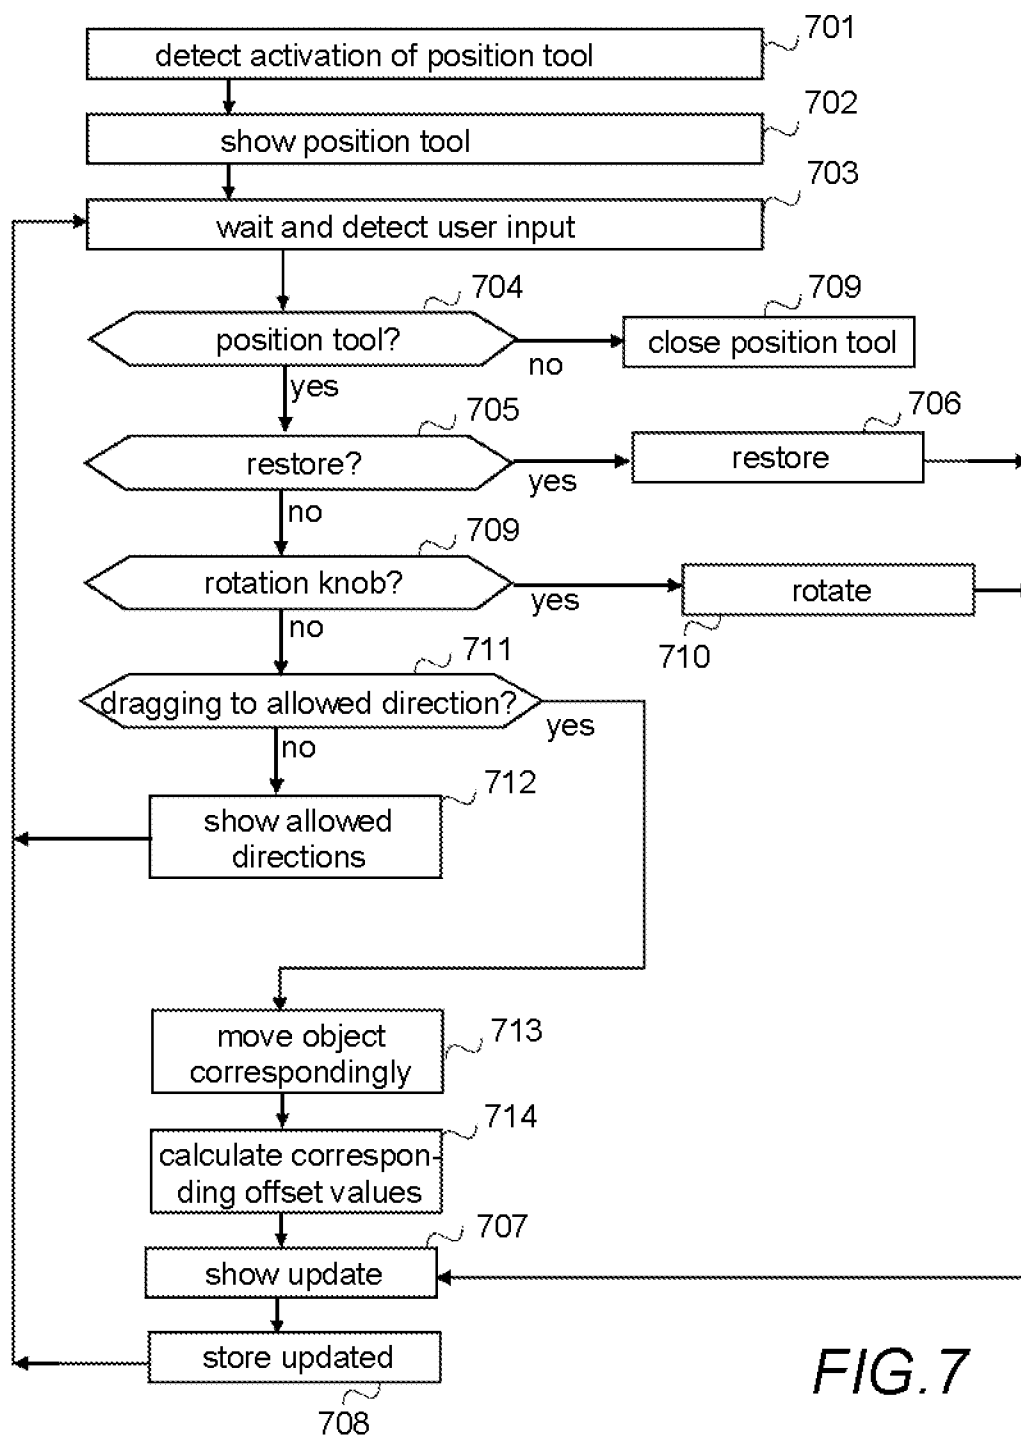 701
detect activation of position tool
702
show position tool
703
wait and detect user input
704
709
position tool?
close position tool
no
yes
705
706
restore?
restore
yes
no
709
rotation knob?
rotate
yes
no
710
711
dragging to allowed direction?
yes
no
712
show allowed
directions
move object
correspondingly
713
714
calculate correspon-
ding offset values
707
show update
store updated
708
FIG.7